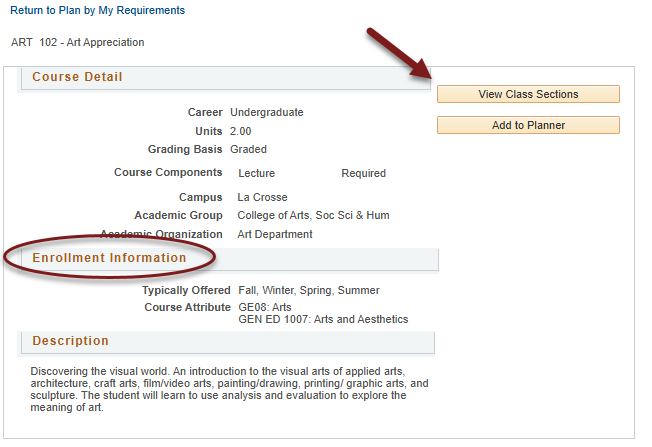 Return to Plan by My Requirements
ART 102 - Art Appreciation
Course Detail
View Class Sections
Add to Planner
Career Undergraduate
Units 2.00
Grading Basis Graded
Course Components Lecture Required
Campus La Crosse
Academic Group College of Arts, Soc Sci & Hum
Academic Organization Art Department
Enrollment Information
Typically Offered Fall, Winter, Spring, Summer
Course Attribute GE08: Arts
GEN ED 1007: Arts and Aesthetics
Description
Discovering the visual world. An introduction to the visual arts of applied arts,
architecture, craft arts, film/video arts, painting/drawing, printing/ graphic arts, and
sculpture. The student will learn to use analysis and evaluation to explore the
meaning of art.